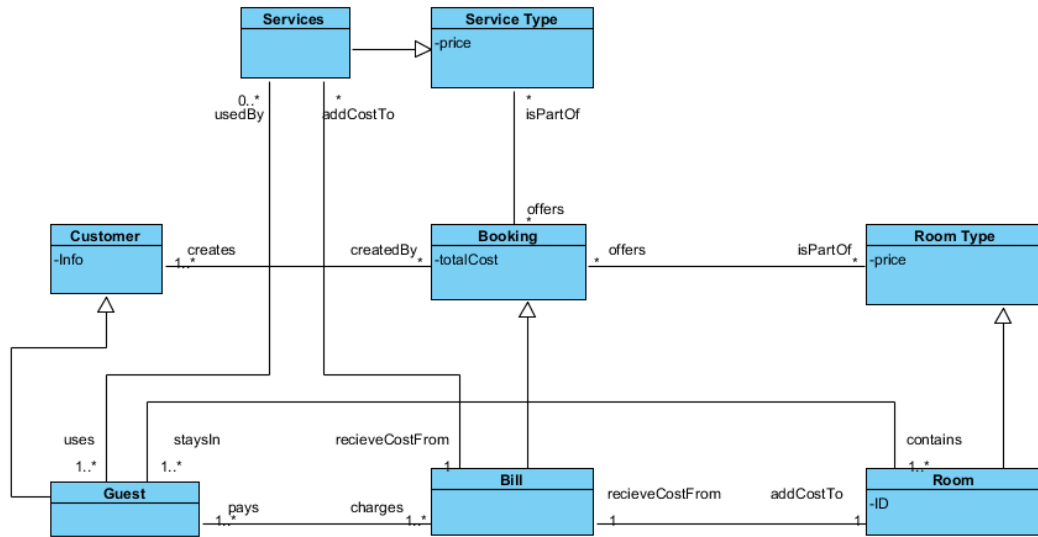 Services
Service Type
-price
0..*
usedBy
*
addCostTo
*
isPartOf
offers
*
Customer
-Info
creates
1..*
createdBy
*
Booking
-totalCost
offers
*
isPartOf
*
Room Type
-price
uses
1..*
staysIn
1..*
recieveCostFrom
1
contains
1..*
Guest
pays
1..*
charges
1..*
Bill
recieveCostFrom
1
addCostTo
1
Room
-ID